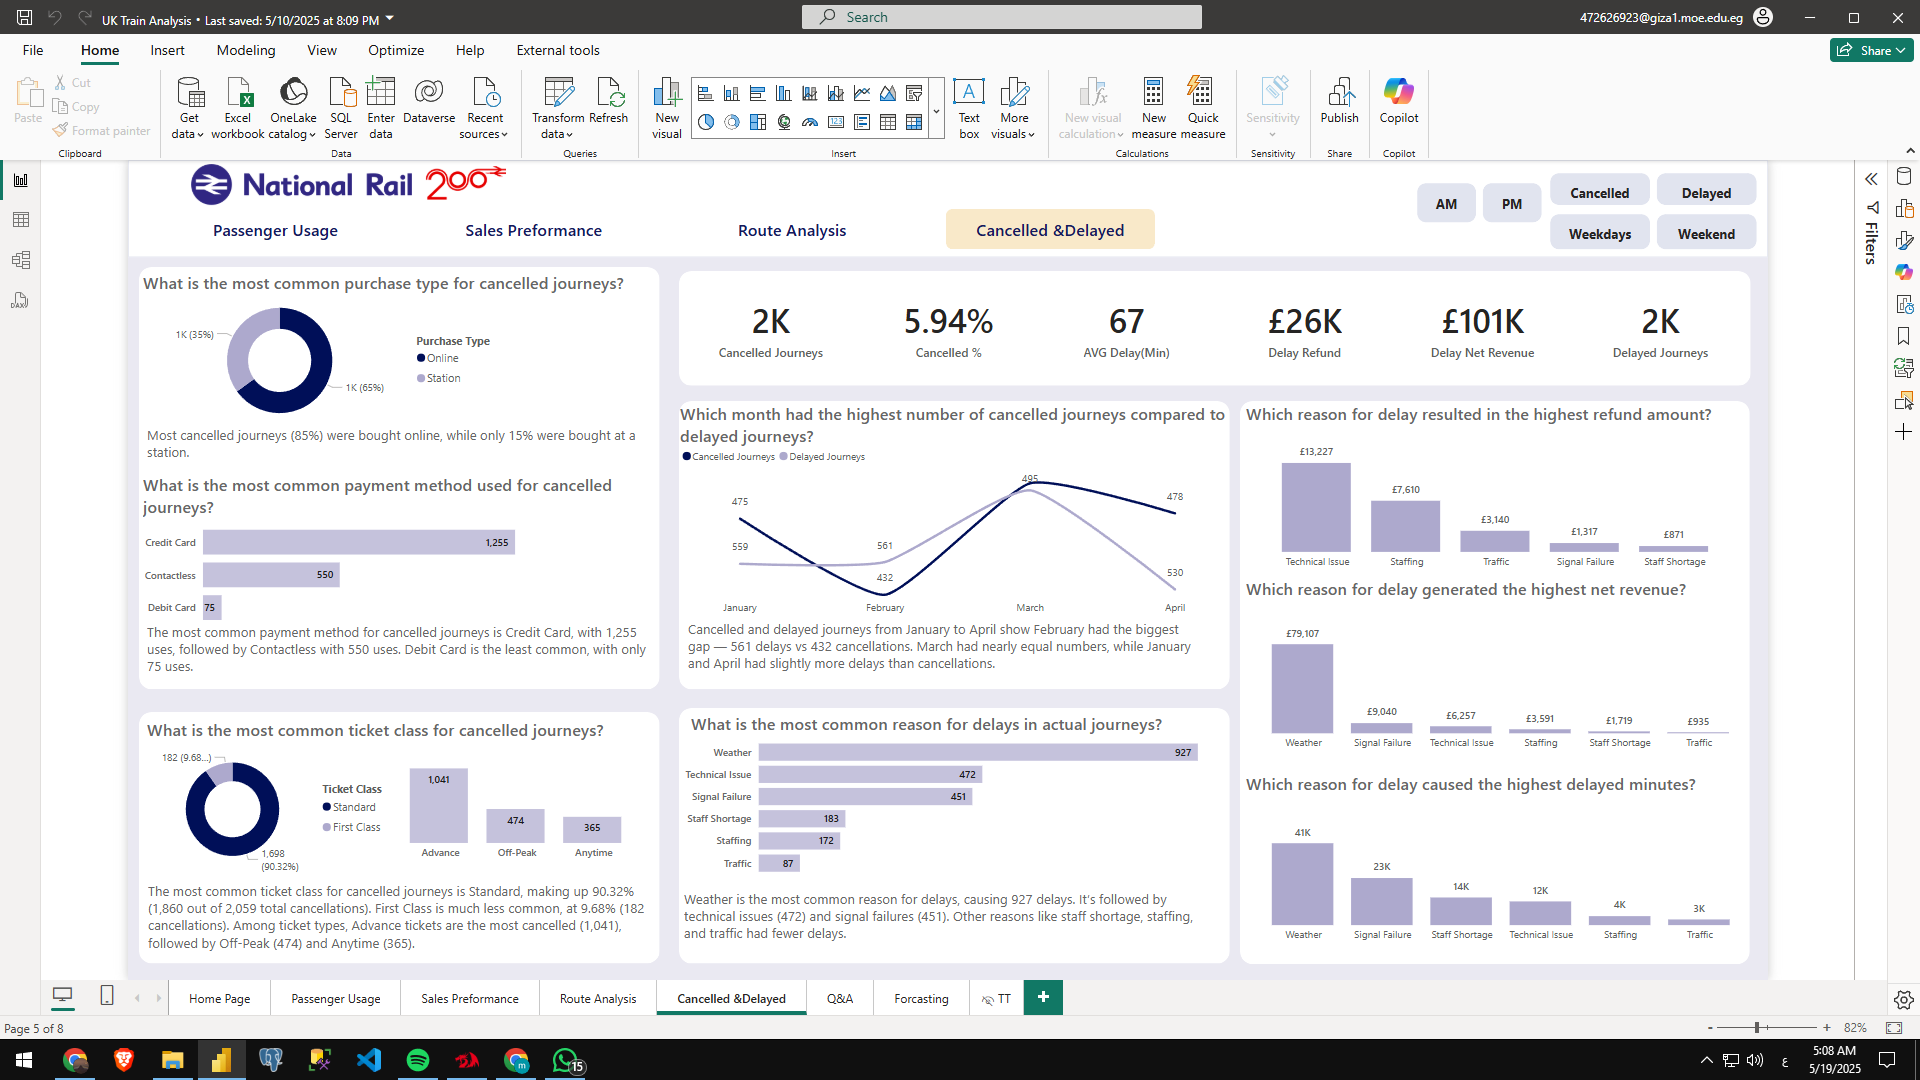 UK Train Analysis • Last saved: 5/10/2025 at 8:09 PM
Search
472626923@giza1.moe.edu.eg
File
Home
Insert
Modeling
View
Optimize
Help
External tools
Share
Paste
Cut
Copy
Format painter
Clipboard
Get data
Excel workbook
OneLake catalog
SQL Server
Enter data
Dataverse
Recent sources
Data
Transform data
Refresh
Queries
New visual
Text box
More visuals
Insert
New visual calculation
New measure
Quick measure
Calculations
Sensitivity
Sensitivity
Publish
Share
Copilot
Copilot
National Rail 200
Passenger Usage
Sales Preformance
Route Analysis
Cancelled &Delayed
AM
PM
Cancelled
Delayed
Weekdays
Weekend
Filters
What is the most common purchase type for cancelled journeys?
1K (35%)
1K (65%)
Purchase Type
Online
Station
Most cancelled journeys (85%) were bought online, while only 15% were bought at a
station.
What is the most common payment method used for cancelled
journeys?
Credit Card 1,255
Contactless 550
Debit Card 75
The most common payment method for cancelled journeys is Credit Card, with 1,255
uses, followed by Contactless with 550 uses. Debit Card is the least common, with only
75 uses.
What is the most common ticket class for cancelled journeys?
182 (9.68...)
1,698
(90.32%)
Ticket Class
Standard
First Class
1,041
474
365
Advance
Off-Peak
Anytime
The most common ticket class for cancelled journeys is Standard, making up 90.32%
(1,860 out of 2,059 total cancellations). First Class is much less common, at 9.68% (182
cancellations). Among ticket types, Advance tickets are the most cancelled (1,041),
followed by Off-Peak (474) and Anytime (365).
2K
Cancelled Journeys
5.94%
Cancelled %
67
AVG Delay(Min)
£26K
Delay Refund
£101K
Delay Net Revenue
2K
Delayed Journeys
Which month had the highest number of cancelled journeys compared to
delayed journeys?
Cancelled Journeys
Delayed Journeys
475
559
561
432
495
478
530
January
February
March
April
Cancelled and delayed journeys from January to April show February had the biggest
gap — 561 delays vs 432 cancellations. March had nearly equal numbers, while January
and April had slightly more delays than cancellations.
What is the most common reason for delays in actual journeys?
Weather 927
Technical Issue 472
Signal Failure 451
Staff Shortage 183
Staffing 172
Traffic 87
Weather is the most common reason for delays, causing 927 delays. It's followed by
technical issues (472) and signal failures (451). Other reasons like staff shortage, staffing,
and traffic had fewer delays.
Which reason for delay resulted in the highest refund amount?
£13,227
£7,610
£3,140
£1,317
£871
Technical Issue
Staffing
Traffic
Signal Failure
Staff Shortage
Which reason for delay generated the highest net revenue?
£79,107
£9,040
£6,257
£3,591
£1,719
£935
Weather
Signal Failure
Technical Issue
Staffing
Staff Shortage
Traffic
Which reason for delay caused the highest delayed minutes?
41K
23K
14K
12K
4K
3K
Weather
Signal Failure
Staff Shortage
Technical Issue
Staffing
Traffic
Home Page
Passenger Usage
Sales Preformance
Route Analysis
Cancelled &Delayed
Q&A
Forcasting
TT
Page 5 of 8
82%
15
ع
5:08 AM
5/19/2025